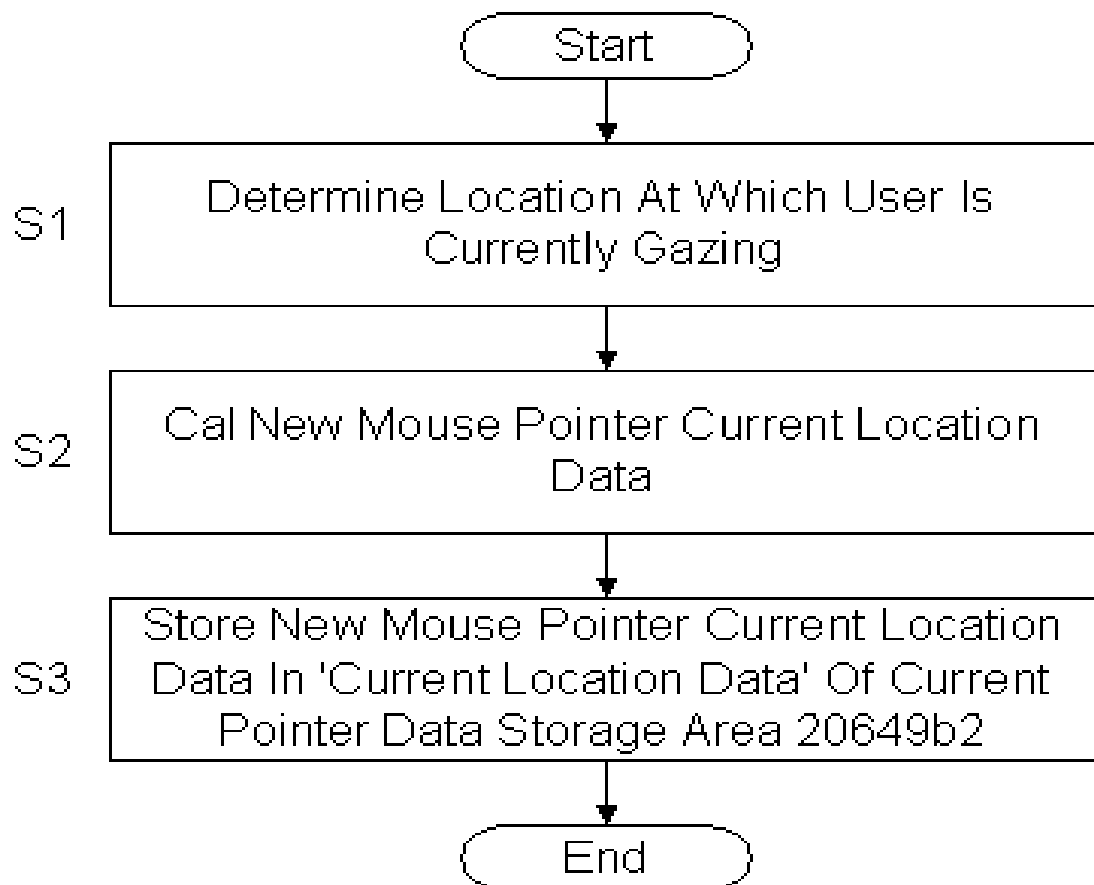 Start
S1
Determine Location At Which User Is
Currently Gazing
S2
Cal New Mouse Pointer Current Location
Data
S3
Store New Mouse Pointer Current Location
Data In 'Current Location Data' Of Current
Pointer Data Storage Area 20649b2
End